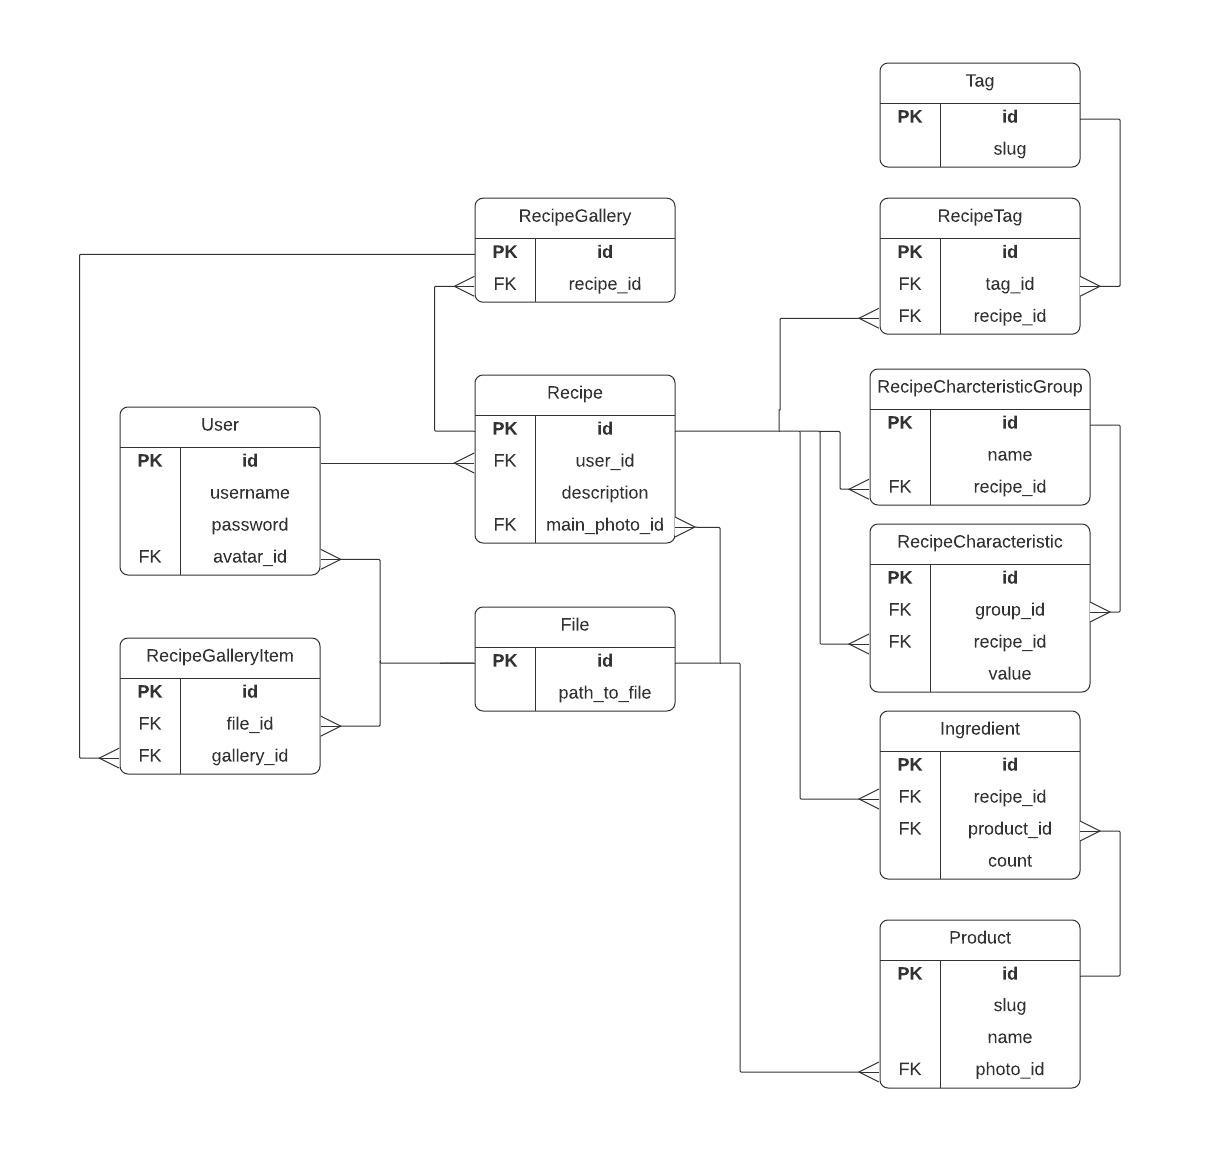 Tag
PK id
slug
RecipeGallery
PK id
FK recipe_id
RecipeTag
PK id
FK tag_id
FK recipe_id
Recipe
PK id
FK user_id
description
FK main_photo_id
RecipeCharcteristicGroup
PK id
name
FK recipe_id
User
PK id
username
password
FK avatar_id
RecipeCharacteristic
PK id
FK group_id
FK recipe_id
value
File
PK id
path_to_file
RecipeGalleryItem
PK id
FK file_id
FK gallery_id
Ingredient
PK id
FK recipe_id
FK product_id
count
Product
PK id
slug
name
FK photo_id